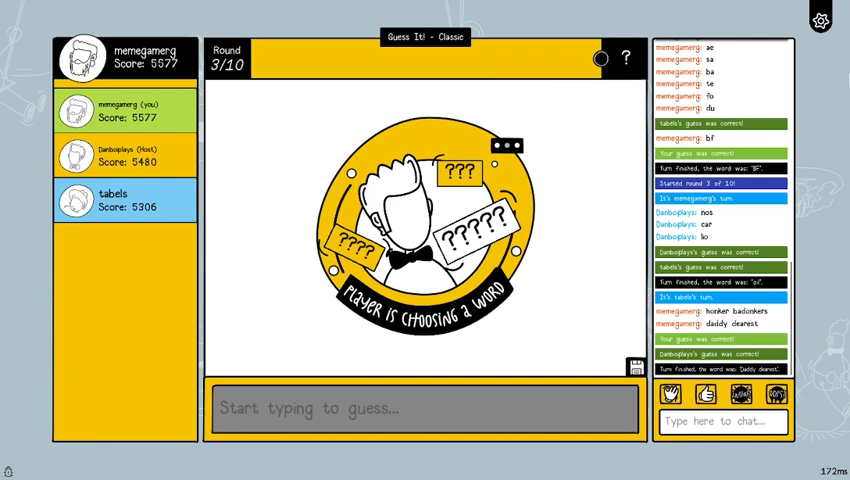 Guess It! - Classic
memegamerg
Score: 5577
memegamerg (you)
Score: 5577
Danboiplays (Host)
Score: 5480
tabels
Score: 5306
Round
3/10
?
???
????
?????
PLAYER IS CHOOSING A WORD
Start typing to guess...
memegamerg: ae
memegamerg: sa
memegamerg: ba
memegamerg: te
memegamerg: fo
memegamerg: du
tabels's guess was correct!
memegamerg: bf
Your guess was correct!
Turn finished, the word was: "BF".
Started round 3 of 10!
It's memegamerg's turn.
Danboiplays: nos
Danboiplays: car
Danboiplays: lio
Danboiplays's guess was correct!
tabels's guess was correct!
Turn finished, the word was:
It's tabels's turn.
memegamerg: honker badonkers
memegamerg: daddy dearest
Your guess was correct!
Danboiplays's guess was correct!
Turn finished, the word was: "Daddy dearest".
Type here to chat...
172ms